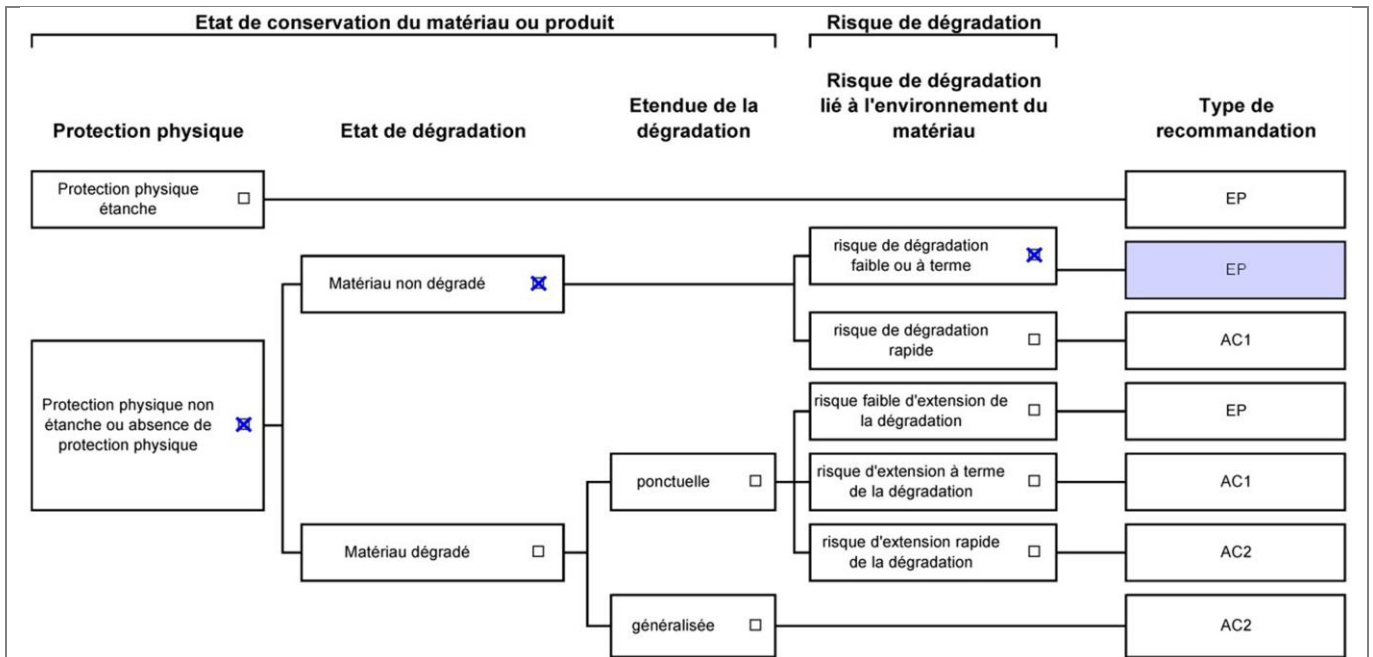 Etat de conservation du matériau ou produit
Risque de dégradation
Protection physique
Etat de dégradation
Etendue de la
dégradation
Risque de dégradation
lié à l'environnement du
matériau
Type de
recommandation
Protection physique
étanche
EP
Protection physique non
étanche ou absence de
protection physique
Matériau non dégradé
risque de dégradation
faible ou à terme
EP
risque de dégradation
rapide
AC1
Matériau dégradé
ponctuelle
risque faible d'extension de
la dégradation
EP
risque d'extension à terme
de la dégradation
AC1
risque d'extension rapide
de la dégradation
AC2
généralisée
AC2